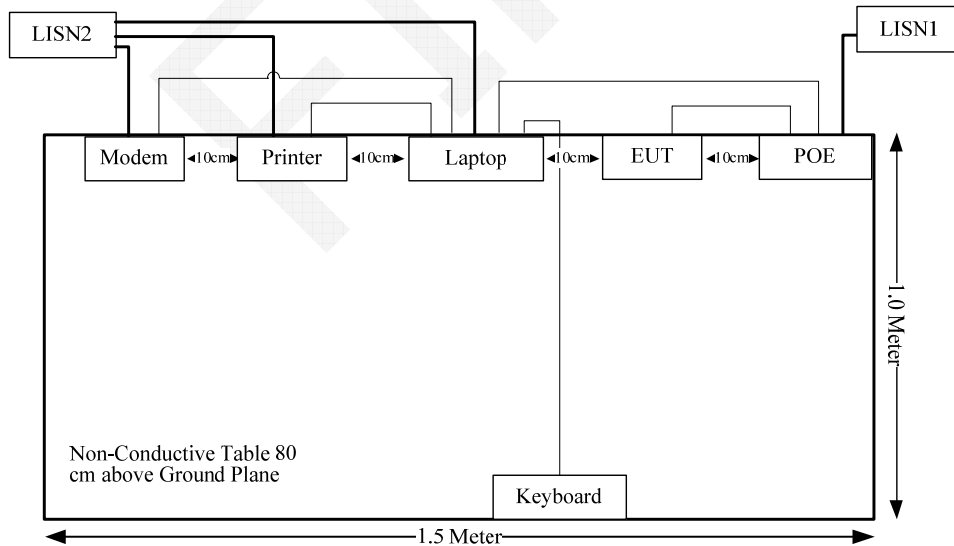 LISN2
LISN1
Modem
10cm
Printer
10cm
Laptop
10cm
EUT
10cm
POE
1.0 Meter
Non-Conductive Table 80
cm above Ground Plane
Keyboard
1.5 Meter